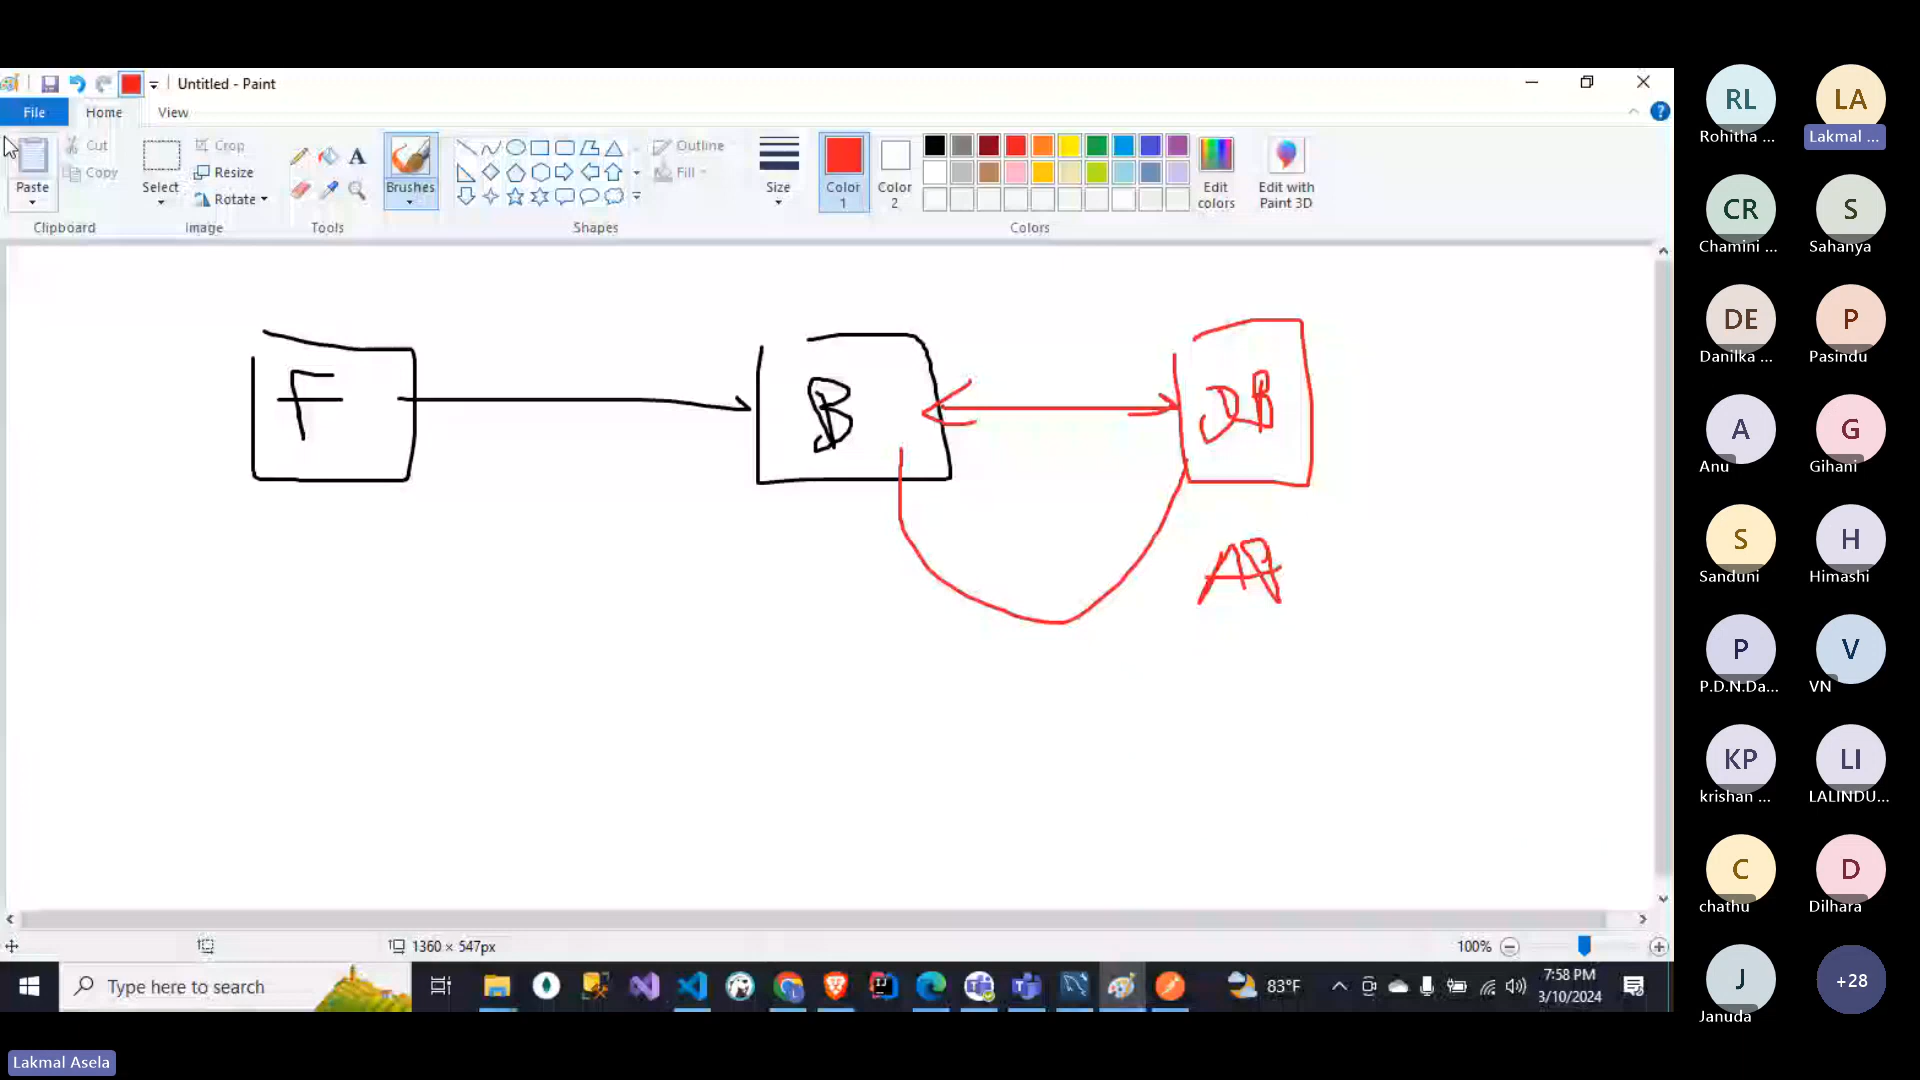 Untitled - Paint
File Home View
Paste
Cut
Copy
Clipboard
Select
Crop
Resize
Rotate
Image
A
Tools
Brushes
Shapes
Outline
Fill
Size
Color 1
Color 2
Edit colors
Edit with Paint 3D
Colors
F
B
DB
1360 × 547px
100%
Type here to search
83°F
7:58 PM
3/10/2024
RL
Rohitha ...
LA
Lakmal ...
CR
Chamini ...
S
Sahanya
DE
Danilka ...
P
Pasindu
A
Anu
G
Gihani
S
Sanduni
H
Himashi
P
P.D.N.Da...
V
VN
KP
krishan ...
LI
LALINDU...
C
chathu
D
Dilhara
J
Januda
+28
Lakmal Asela